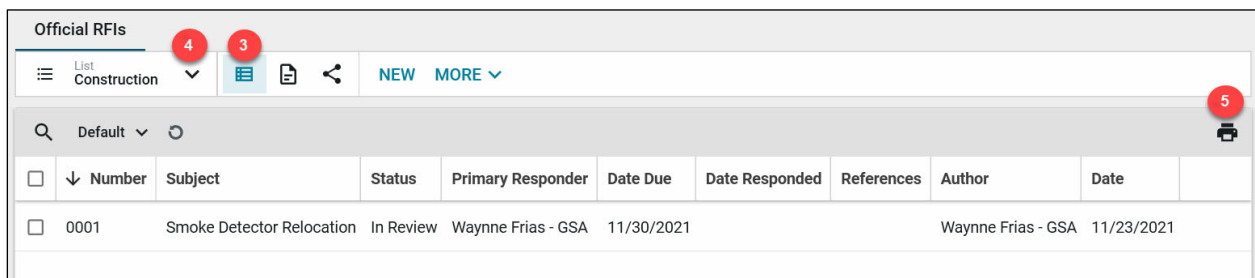 Official RFIs
4
3
List
Construction
NEW MORE
5
Default
Number Subject Status Primary Responder Date Due Date Responded References Author Date
0001 Smoke Detector Relocation In Review Waynne Frias - GSA 11/30/2021 Waynne Frias - GSA 11/23/2021